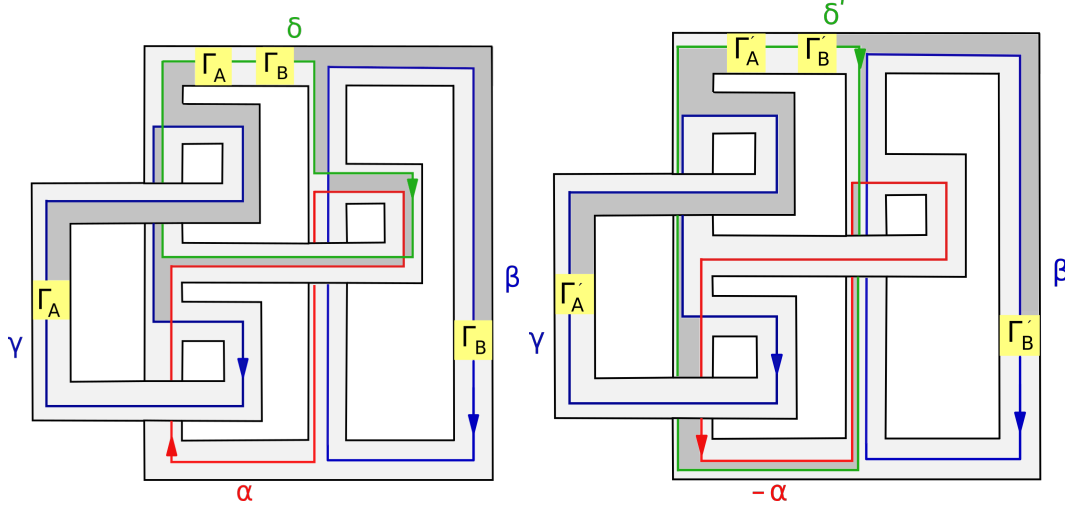 δ δ′
Γ_A Γ_B Γ′_A Γ′_B
β β
Γ_A Γ′_A
γ Γ_B γ Γ′_B
α -α